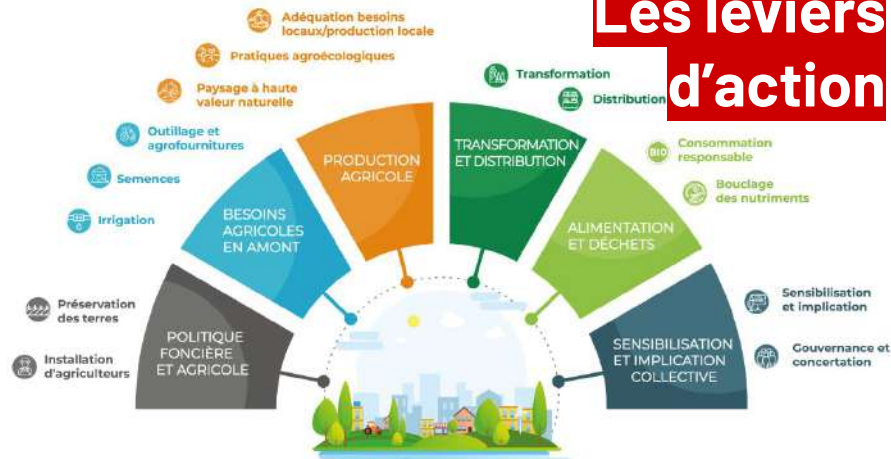 Les leviers
d'action
Adéquation besoins
locaux/production locale
Pratiques agroécologiques
Paysage à haute
valeur naturelle
Outillage et
agrofournitures
Semences
Irrigation
Préservation
des terres
Installation
d'agriculteurs
Transformation
Distribution
BIO
Consommation
responsable
Bouclage
des nutriments
Sensibilisation
et implication
Gouvernance et
concertation
POLITIQUE
FONCIÈRE
ET AGRICOLE
BESOINS
AGRICOLES
EN AMONT
PRODUCTION
AGRICOLE
TRANSFORMATION
ET DISTRIBUTION
ALIMENTATION
ET DÉCHETS
SENSIBILISATION
ET IMPLICATION
COLLECTIVE